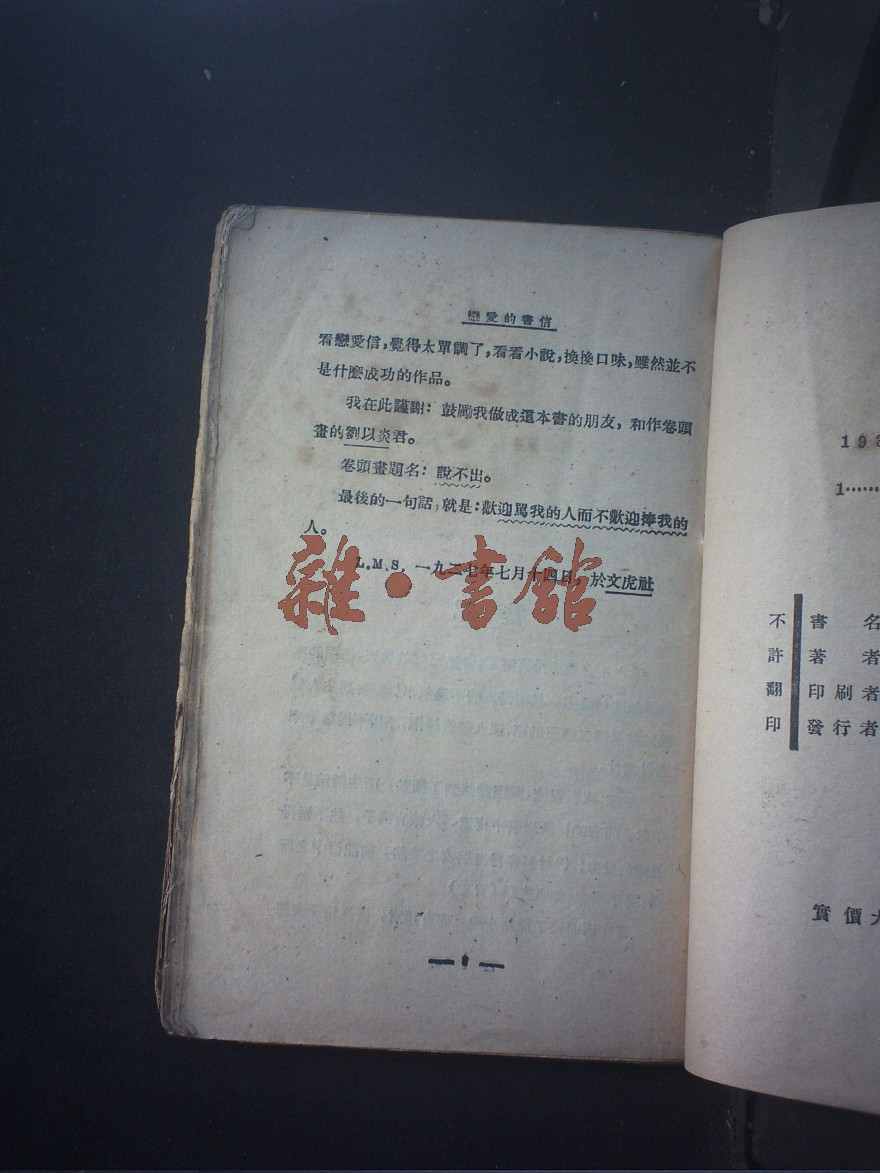 戀愛的書信
看戀愛信，覺得太單調了，看看小說，換換口味，雖然並不
是什麼成功的作品。
我在此謹謝：鼓勵我做成這本書的朋友，和作卷頭
畫的劉以炎君。
卷頭畫題名：說不出。
最後的一句話，就是：歡迎罵我的人而不歡迎捧我的
人。
L.M.S. 一九二七年七月十四日，於文虎社
雜·書館
193
1……
不許翻印
書名
著者
印刷者
發行者
實價大